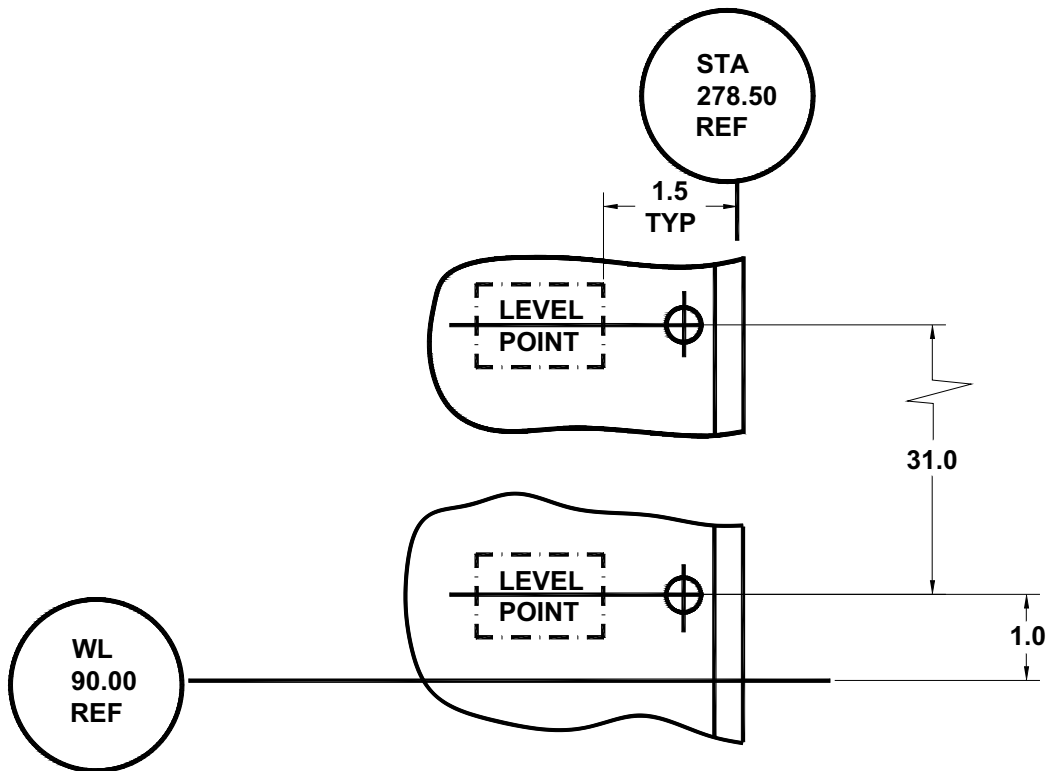 STA
278.50
REF
1.5
TYP
LEVEL
POINT
31.0
LEVEL
POINT
1.0
WL
90.00
REF